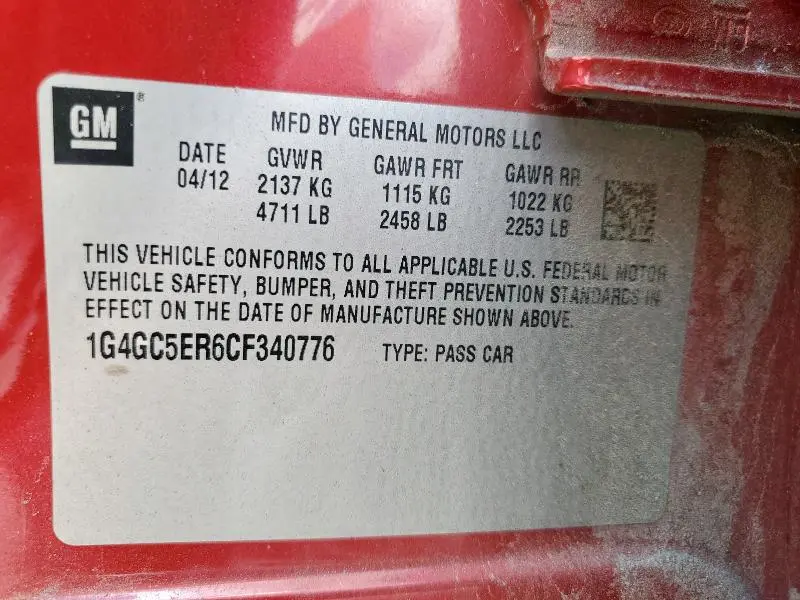 GM ®
MFD BY GENERAL MOTORS LLC
DATE GVWR GAWR FRT GAWR RR
04/12 2137 KG 1115 KG 1022 KG
4711 LB 2458 LB 2253 LB
THIS VEHICLE CONFORMS TO ALL APPLICABLE U.S. FEDERAL MOTOR
VEHICLE SAFETY, BUMPER, AND THEFT PREVENTION STANDARDS IN
EFFECT ON THE DATE OF MANUFACTURE SHOWN ABOVE.
1G4GC5ER6CF340776 TYPE: PASS CAR